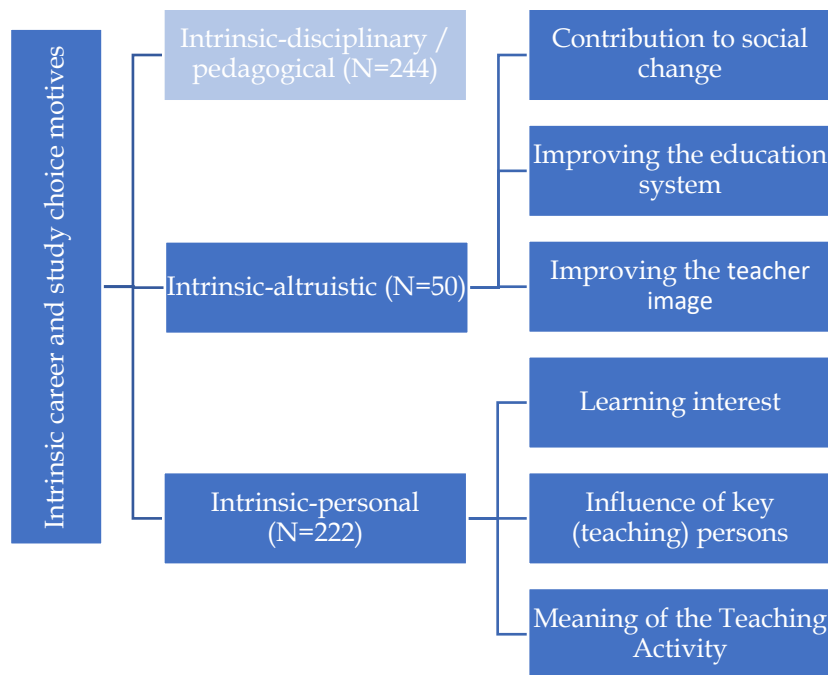 Intrinsic career and study choice motives
Intrinsic-disciplinary /
pedagogical (N=244)
Intrinsic-altruistic (N=50)
Intrinsic-personal
(N=222)
Contribution to social
change
Improving the education
system
Improving the teacher
image
Learning interest
Influence of key
(teaching) persons
Meaning of the Teaching
Activity